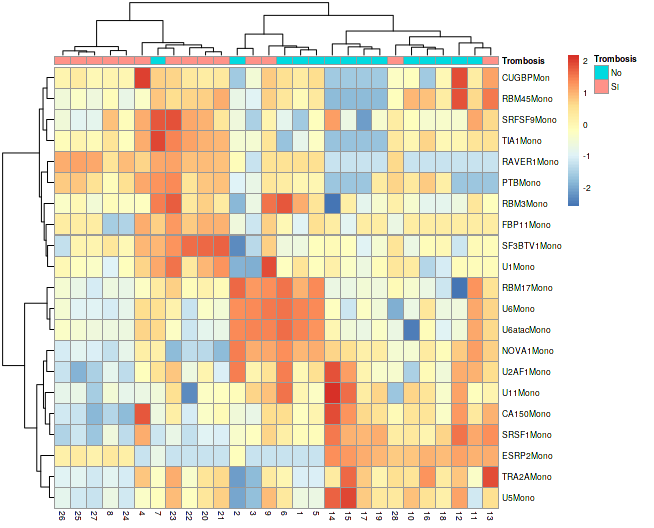 Trombosis
CUGBPMon
RBM45Mono
SRFSF9Mono
TIA1Mono
RAVER1Mono
PTBMono
RBM3Mono
FBP11Mono
SF3BTV1Mono
U1Mono
RBM17Mono
U6Mono
U6atacMono
NOVA1Mono
U2AF1Mono
U11Mono
CA150Mono
SRSF1Mono
ESRP2Mono
TRA2AMono
U5Mono
26 25 27 8 24 4 7 23 22 20 21 2 3 9 6 1 5 14 15 17 19 28 10 16 18 12 11 13
2
1
0
-1
-2
Trombosis
No
SI